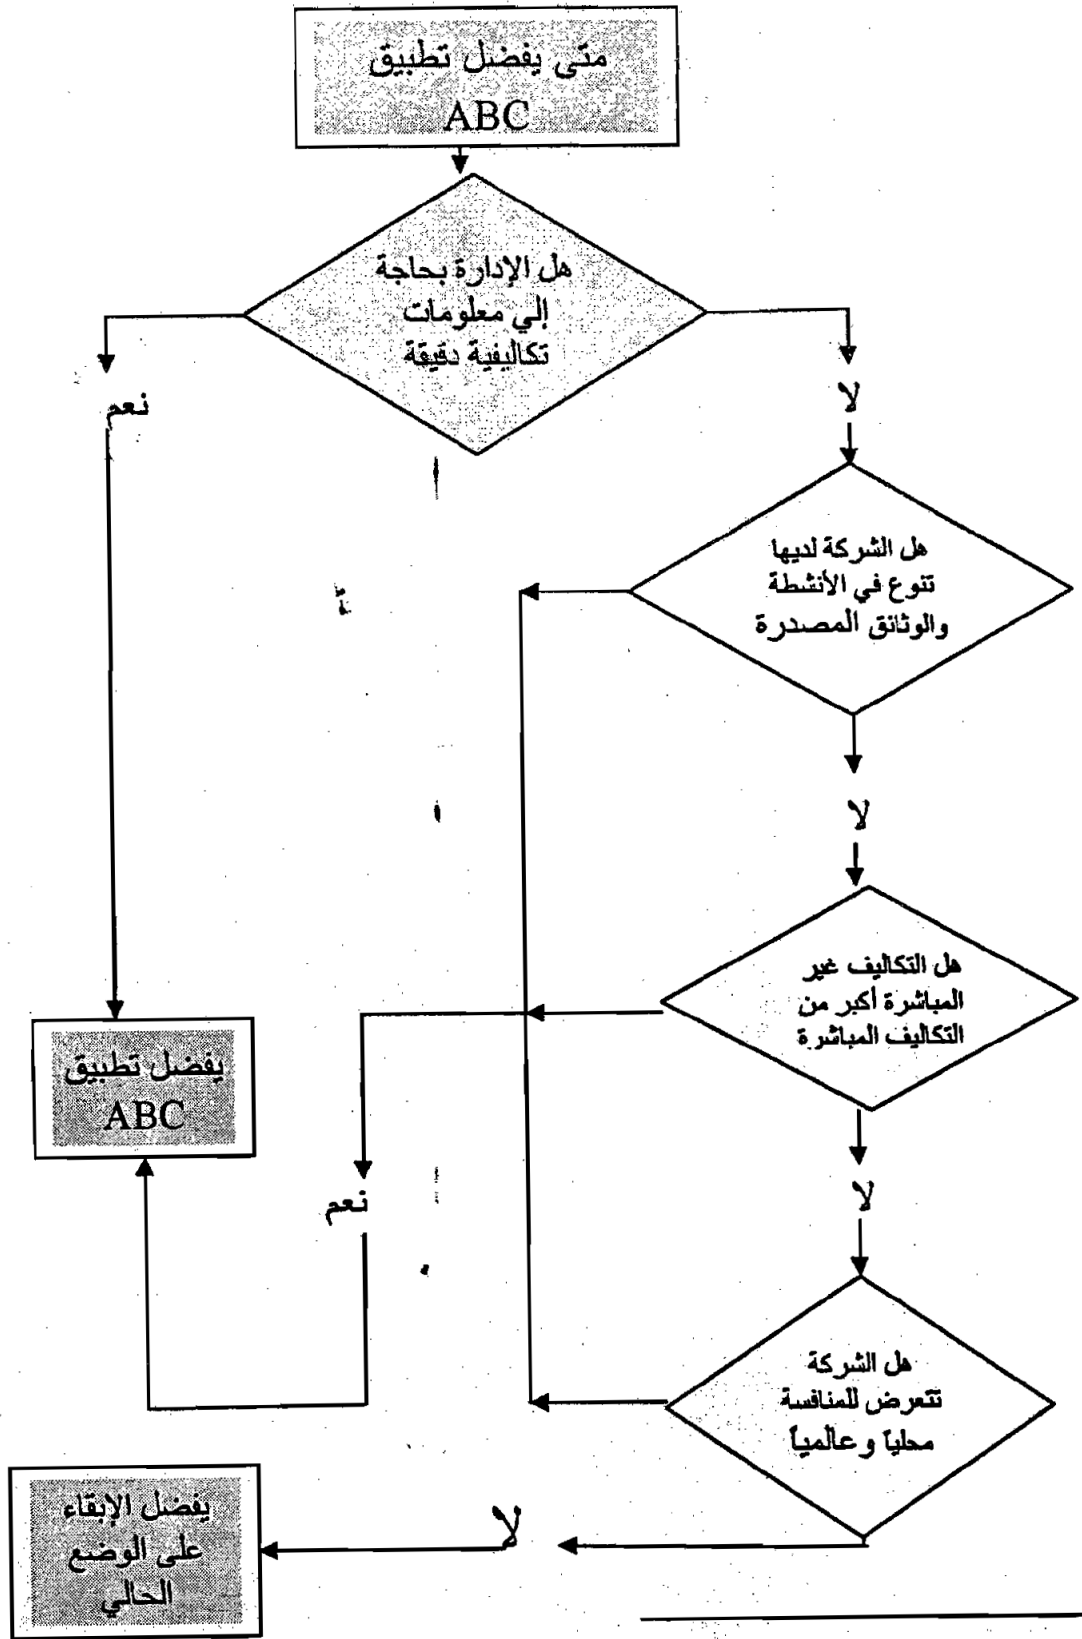 متى يفضل تطبيق
ABC
هل الإدارة بحاجة
إلي معلومات
تكاليفية دقيقة
نعم
لا
هل الشركة لديها
تنوع في الأنشطة
والوثائق المصدرة
لا
هل التكاليف غير
المباشرة أكبر من
التكاليف المباشرة
يفضل تطبيق
ABC
نعم
لا
هل الشركة
تتعرض للمنافسة
محلياً وعالمياً
لا
يفضل الإبقاء
على الوضع
الحالي